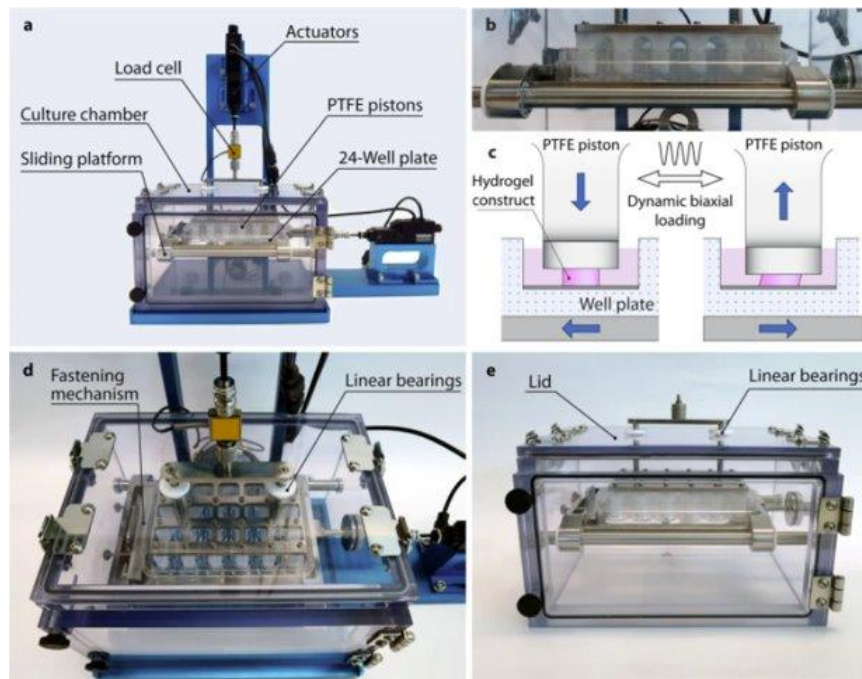 a
Actuators
Load cell
PTFE pistons
Culture chamber
Sliding platform
24-Well plate
b
c
PTFE piston
PTFE piston
Hydrogel
construct
Dynamic biaxial
loading
Well plate
d
Fastening
mechanism
Linear bearings
e
Lid
Linear bearings